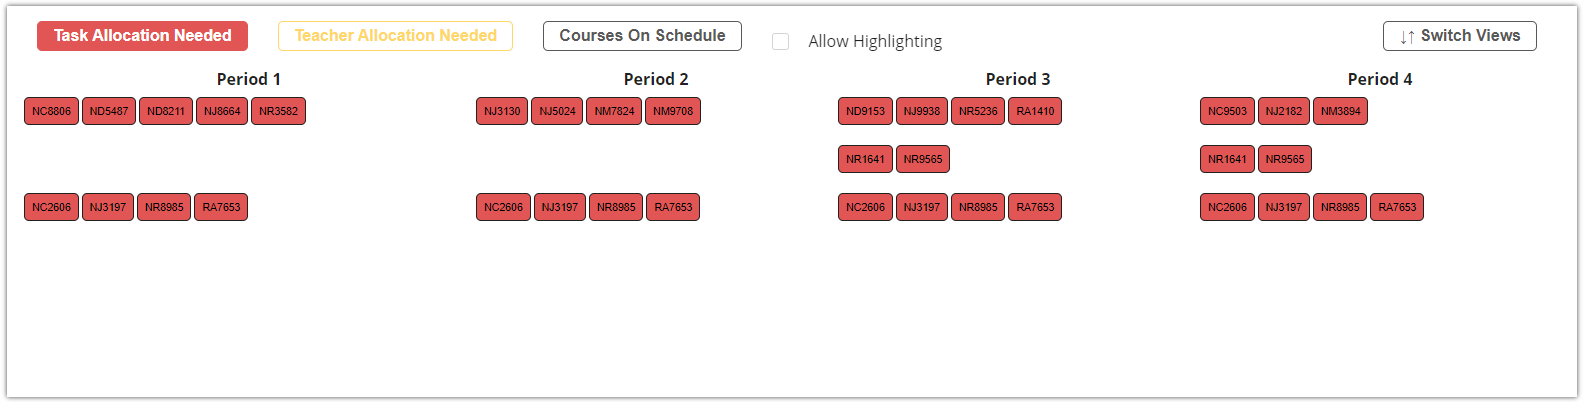 Task Allocation Needed Teacher Allocation Needed Courses On Schedule Allow Highlighting ↓↑ Switch Views
Period 1 Period 2 Period 3 Period 4
NC8806 ND5487 ND8211 NJ8664 NR3582 NJ3130 NJ5024 NM7824 NM9708 ND9153 NJ9938 NR5236 RA1410 NC9503 NJ2182 NM3894
NR1641 NR9565 NR1641 NR9565
NC2606 NJ3197 NR8985 RA7653 NC2606 NJ3197 NR8985 RA7653 NC2606 NJ3197 NR8985 RA7653 NC2606 NJ3197 NR8985 RA7653